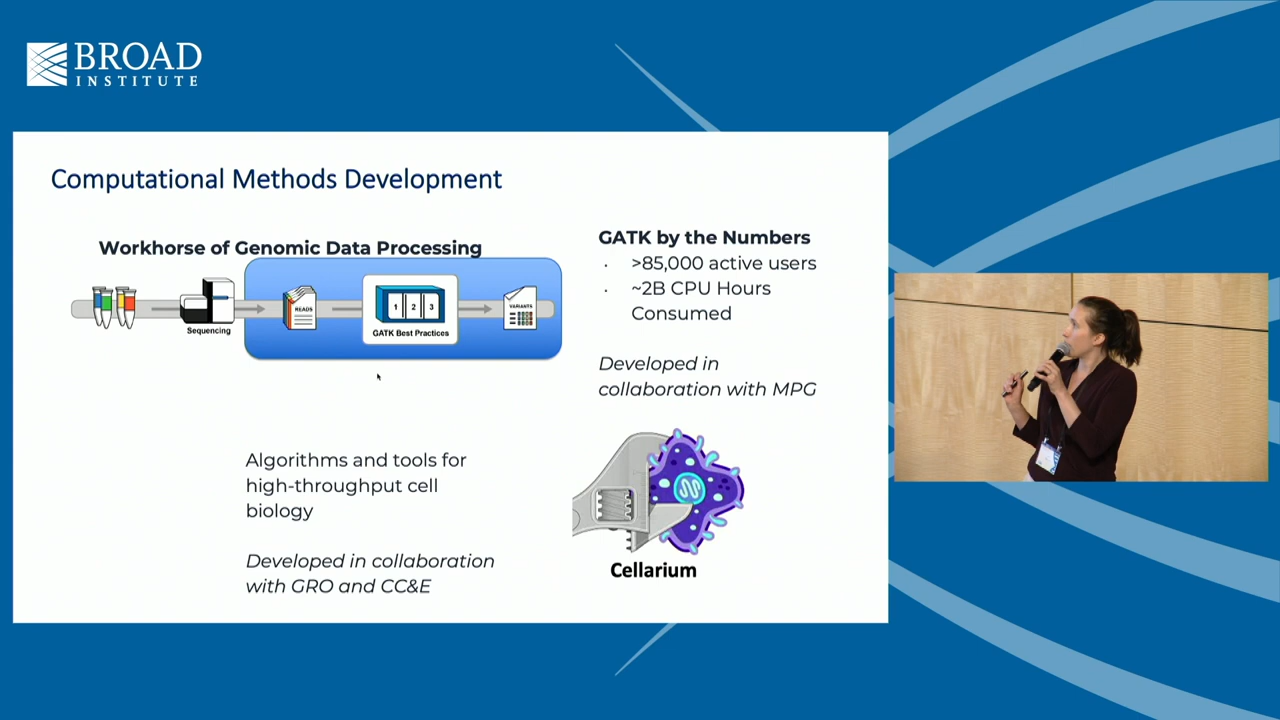 BROAD
INSTITUTE
Computational Methods Development
Workhorse of Genomic Data Processing
Sequencing
READS
1 2 3
GATK Best Practices
VARIANTS
GATK by the Numbers
· >85,000 active users
· ~2B CPU Hours
Consumed
Developed in
collaboration with MPG
Algorithms and tools for
high-throughput cell
biology
Developed in collaboration
with GRO and CC&E
Cellarium